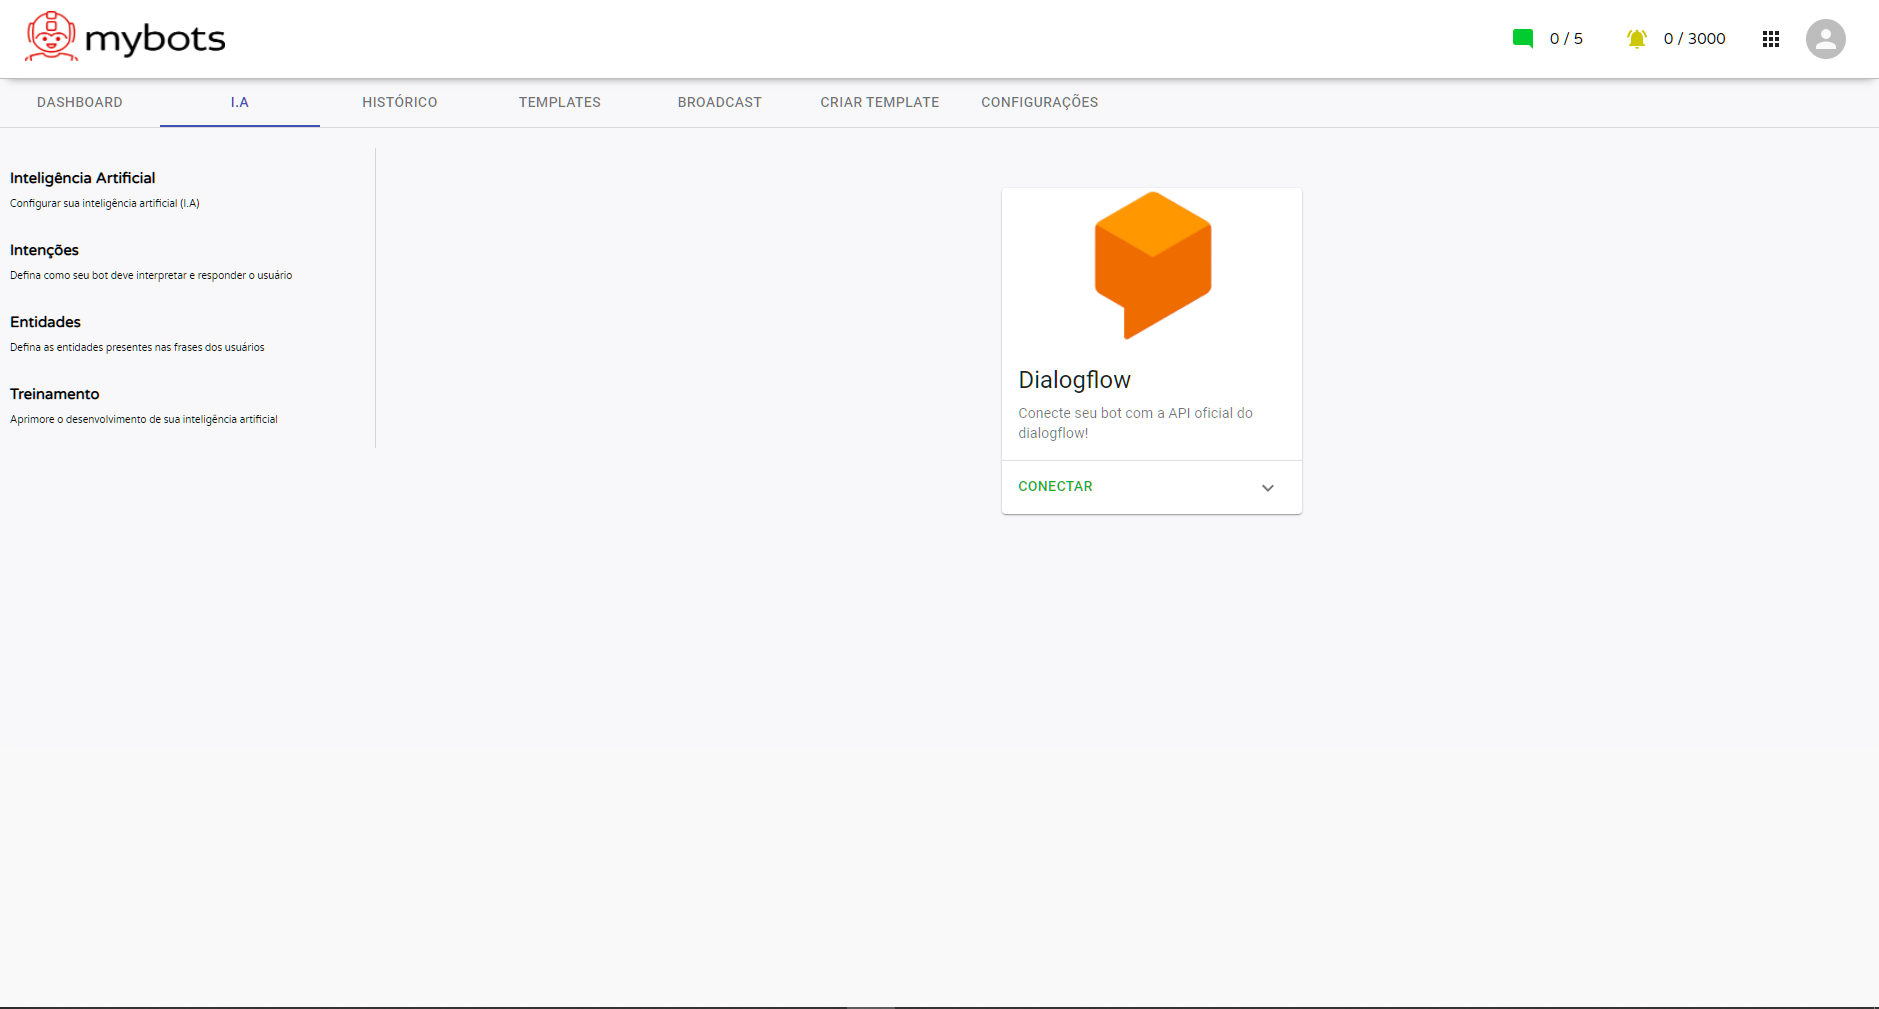 mybots
0 / 5
0 / 3000
DASHBOARD
I.A
HISTÓRICO
TEMPLATES
BROADCAST
CRIAR TEMPLATE
CONFIGURAÇÕES
Inteligência Artificial
Configurar sua inteligência artificial (I.A)
Intenções
Defina como seu bot deve interpretar e responder o usuário
Entidades
Defina as entidades presentes nas frases dos usuários
Treinamento
Aprimore o desenvolvimento de sua inteligência artificial
Dialogflow
Conecte seu bot com a API oficial do
dialogflow!
CONECTAR